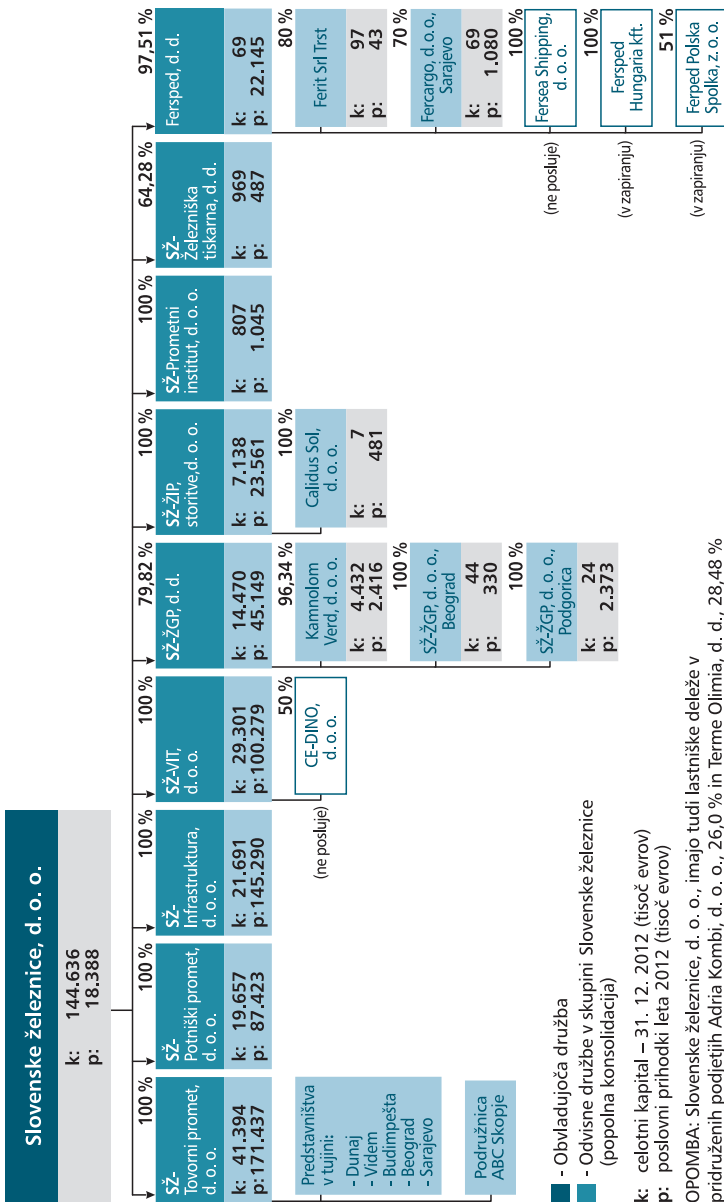 Slovenske železnice, d. o. o.
k: 144.636
p: 18.388
100 %
SŽ-
Tovorni promet,
d. o. o.
k: 41.394
p:171.437
Predstavništva
v tujini:
- Dunaj
- Videm
- Budimpešta
- Beograd
- Sarajevo
Podružnica
ABC Skopje
100 %
SŽ-
Potniški promet,
d. o. o.
k: 19.657
p: 87.423
100 %
SŽ-
Infrastruktura,
d. o. o.
k: 21.691
p:145.290
100 %
SŽ-VIT,
d. o. o.
k: 29.301
p:100.279
50 %
CE-DINO,
d. o. o.
(ne posluje)
79,82 %
SŽ-ŽGP, d. d.
k: 14.470
p: 45.149
96,34 %
Kamnolom
Verd, d. o. o.
k: 4.432
p: 2.416
100 %
SŽ-ŽGP, d. o. o.,
Beograd
k: 44
p: 330
100 %
SŽ-ŽGP, d. o. o.,
Podgorica
k: 24
p: 2.373
100 %
SŽ-ŽIP,
storitve,d. o. o.
k: 7.138
p: 23.561
100 %
Calidus Sol,
d. o. o.
k: 7
p: 481
100 %
SŽ-Prometni
institut, d. o. o.
k: 807
p: 1.045
64,28 %
SŽ-
Železniška
tiskarna, d. d.
k: 969
p: 487
97,51 %
Fersped, d. d.
k: 69
p: 22.145
80 %
Ferit Srl Trst
k: 97
p: 43
70 %
Fercargo, d. o. o.,
Sarajevo
k: 69
p: 1.080
100 %
Fersea Shipping,
d. o. o.
(ne posluje)
100 %
Fersped
Hungaria kft.
(v zapiranju)
51 %
Ferped Polska
Spolka, z. o. o.
(v zapiranju)
- Obvladujoča družba
- Odvisne družbe v skupini Slovenske železnice
(popolna konsolidacija)
k: celotni kapital – 31. 12. 2012 (tisoč evrov)
p: poslovni prihodki leta 2012 (tisoč evrov)
OPOMBA: Slovenske železnice, d. o. o., imajo tudi lastniške deleže v
pridruženih podjetjih Adria Kombi, d. o. o., 26,0 % in Terme Olimia, d. d., 28,48 %